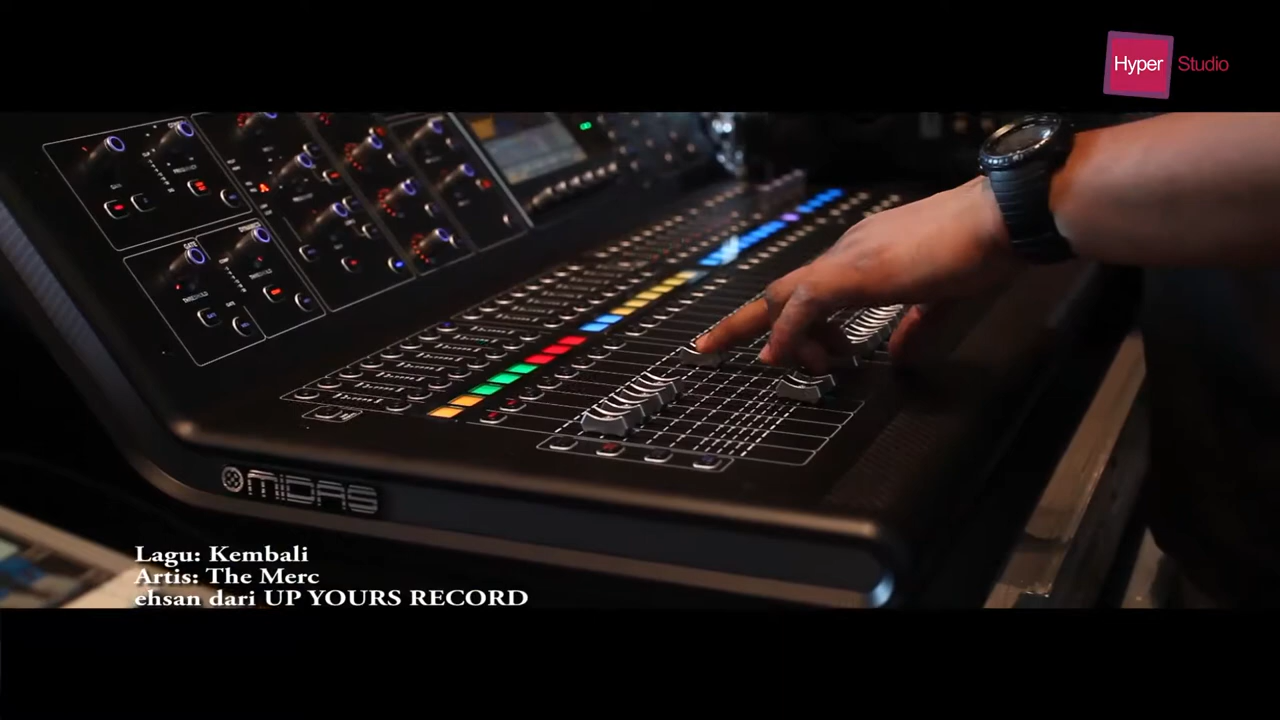 Hyper Studio
MIDAS
Lagu: Kembali
Artis: The Merc
ehsan dari UP YOURS RECORD